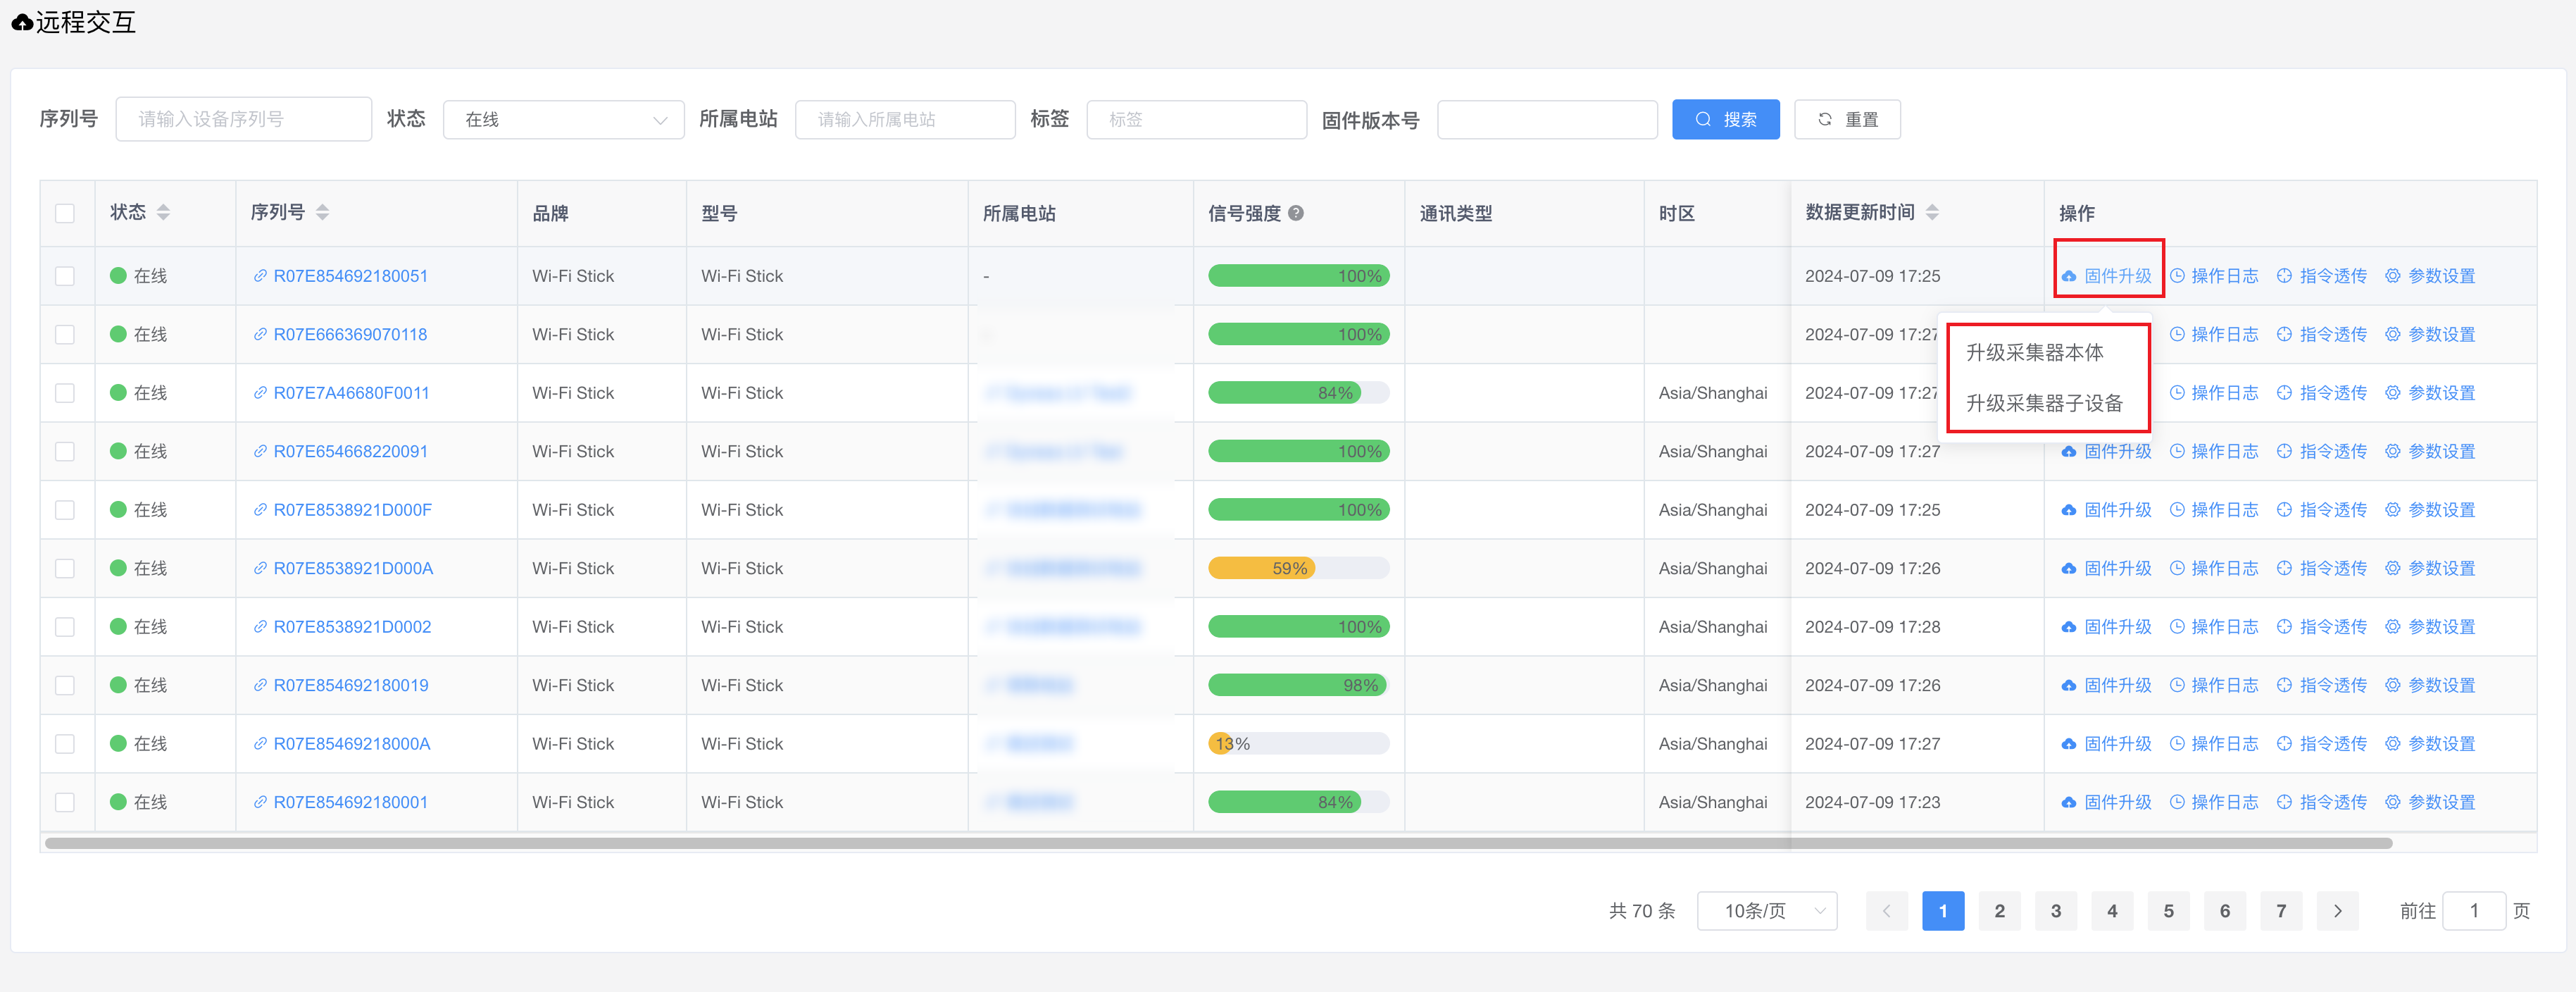 远程交互
序列号 请输入设备序列号 状态 在线 所属电站 请输入所属电站 标签 标签 固件版本号 搜索 重置
状态 序列号 品牌 型号 所属电站 信号强度 通讯类型 时区 数据更新时间 操作
在线 R07E854692180051 Wi-Fi Stick Wi-Fi Stick - 100% 2024-07-09 17:25 固件升级 操作日志 指令透传 参数设置
在线 R07E666369070118 Wi-Fi Stick Wi-Fi Stick 100% 2024-07-09 17:27 操作日志 指令透传 参数设置
升级采集器本体
在线 R07E7A46680F0011 Wi-Fi Stick Wi-Fi Stick 84% Asia/Shanghai 2024-07-09 17:27 操作日志 指令透传 参数设置
升级采集器子设备
在线 R07E654668220091 Wi-Fi Stick Wi-Fi Stick 100% Asia/Shanghai 2024-07-09 17:27 固件升级 操作日志 指令透传 参数设置
在线 R07E8538921D000F Wi-Fi Stick Wi-Fi Stick 100% Asia/Shanghai 2024-07-09 17:25 固件升级 操作日志 指令透传 参数设置
在线 R07E8538921D000A Wi-Fi Stick Wi-Fi Stick 59% Asia/Shanghai 2024-07-09 17:26 固件升级 操作日志 指令透传 参数设置
在线 R07E8538921D0002 Wi-Fi Stick Wi-Fi Stick 100% Asia/Shanghai 2024-07-09 17:28 固件升级 操作日志 指令透传 参数设置
在线 R07E854692180019 Wi-Fi Stick Wi-Fi Stick 98% Asia/Shanghai 2024-07-09 17:26 固件升级 操作日志 指令透传 参数设置
在线 R07E85469218000A Wi-Fi Stick Wi-Fi Stick 13% Asia/Shanghai 2024-07-09 17:27 固件升级 操作日志 指令透传 参数设置
在线 R07E854692180001 Wi-Fi Stick Wi-Fi Stick 84% Asia/Shanghai 2024-07-09 17:23 固件升级 操作日志 指令透传 参数设置
共 70 条 10条/页 1 2 3 4 5 6 7 前往 1 页